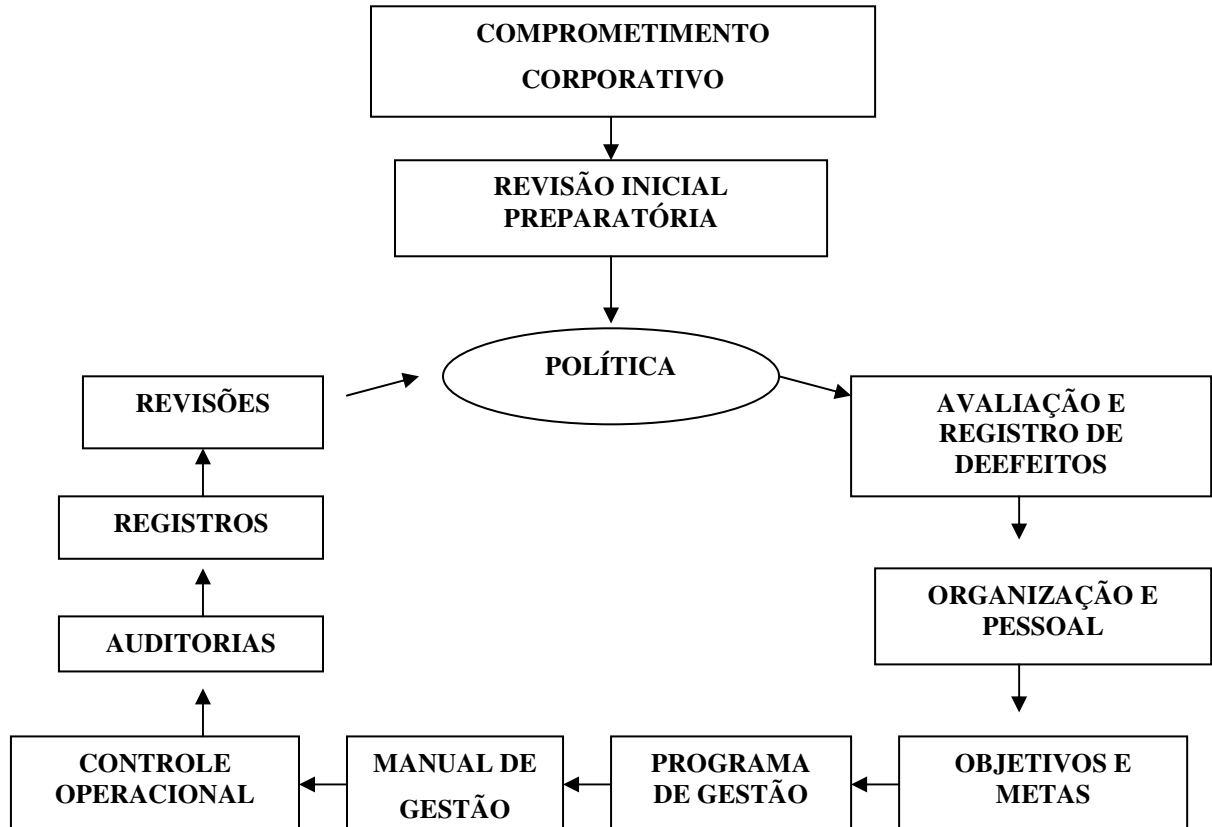 COMPROMETIMENTO
CORPORATIVO
REVISÃO INICIAL
PREPARATÓRIA
POLÍTICA
AVALIAÇÃO E
REGISTRO DE
DEEFEITOS
ORGANIZAÇÃO E
PESSOAL
OBJETIVOS E
METAS
PROGRAMA
DE GESTÃO
MANUAL DE
GESTÃO
CONTROLE
OPERACIONAL
AUDITORIAS
REGISTROS
REVISÕES